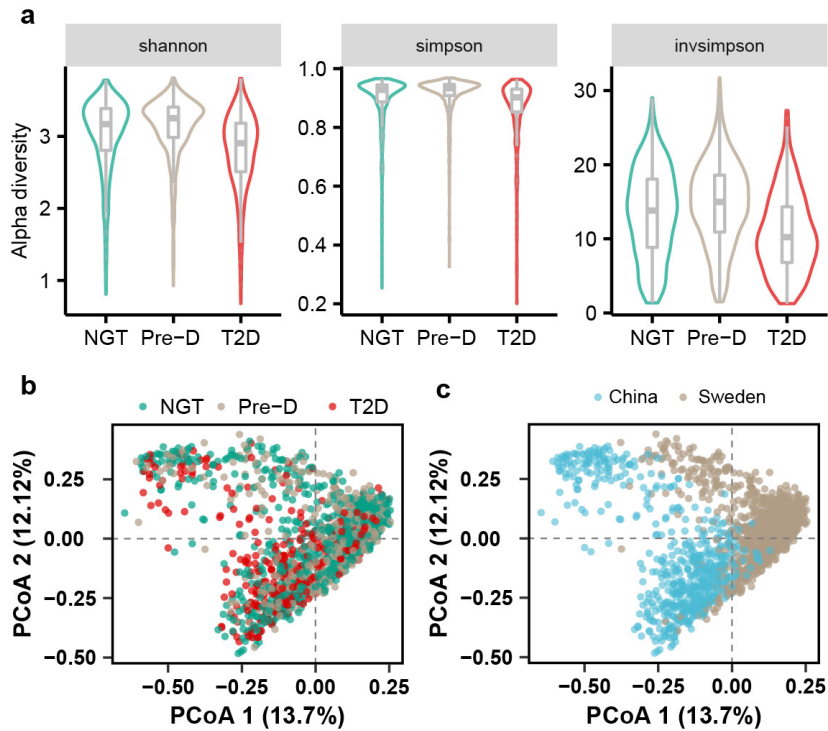 a
shannon
simpson
invsimpson
Alpha diversity
3
2
1
1.0
0.8
0.6
0.4
0.2
30
20
10
0
NGT Pre−D T2D
NGT Pre−D T2D
NGT Pre−D T2D
b
NGT Pre−D T2D
PCoA 2 (12.12%)
0.25
0.00
−0.25
−0.50
−0.50 −0.25 0.00 0.25
PCoA 1 (13.7%)
c
China Sweden
PCoA 2 (12.12%)
0.25
0.00
−0.25
−0.50
−0.50 −0.25 0.00 0.25
PCoA 1 (13.7%)